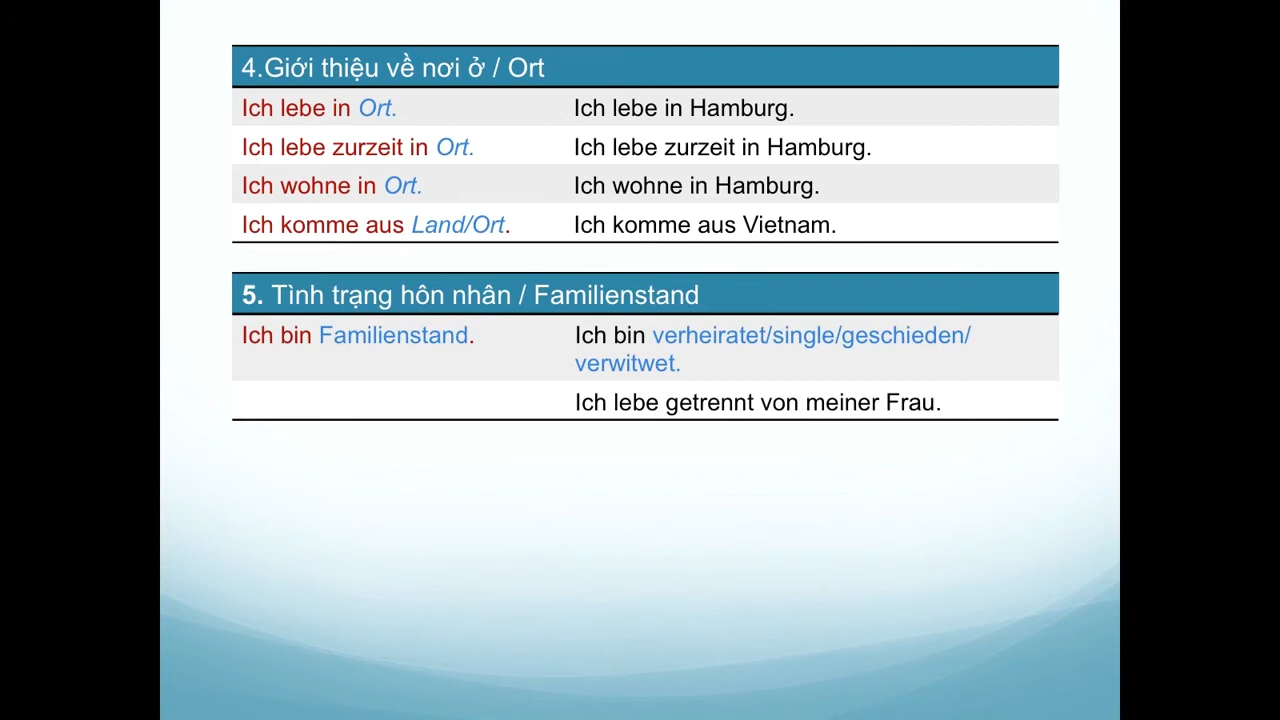 4.Giới thiệu về nơi ở / Ort
Ich lebe in Ort. Ich lebe in Hamburg.
Ich lebe zurzeit in Ort. Ich lebe zurzeit in Hamburg.
Ich wohne in Ort. Ich wohne in Hamburg.
Ich komme aus Land/Ort. Ich komme aus Vietnam.
5. Tình trạng hôn nhân / Familienstand
Ich bin Familienstand. Ich bin verheiratet/single/geschieden/
verwitwet.
Ich lebe getrennt von meiner Frau.